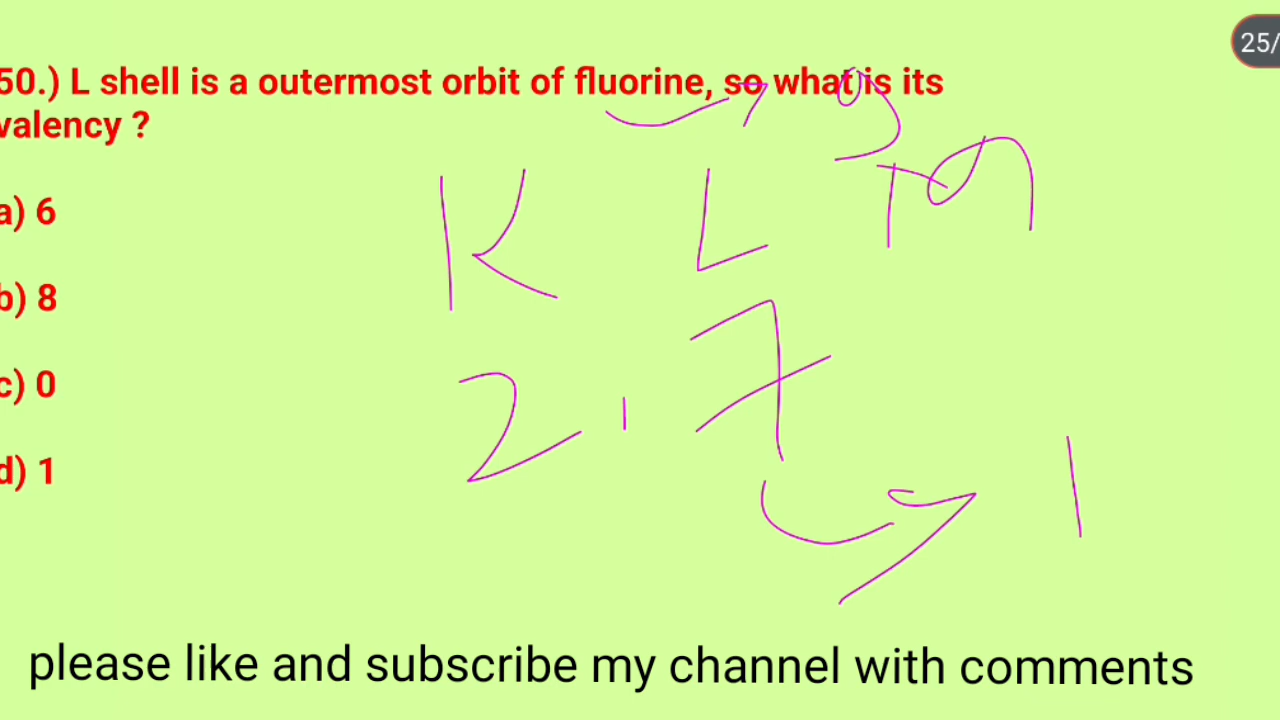 25/
50.) L shell is a outermost orbit of fluorine, so what is its
valency ?
9
K L
a) 6
b) 8
2, 7
c) 0
d) 1
1
please like and subscribe my channel with comments